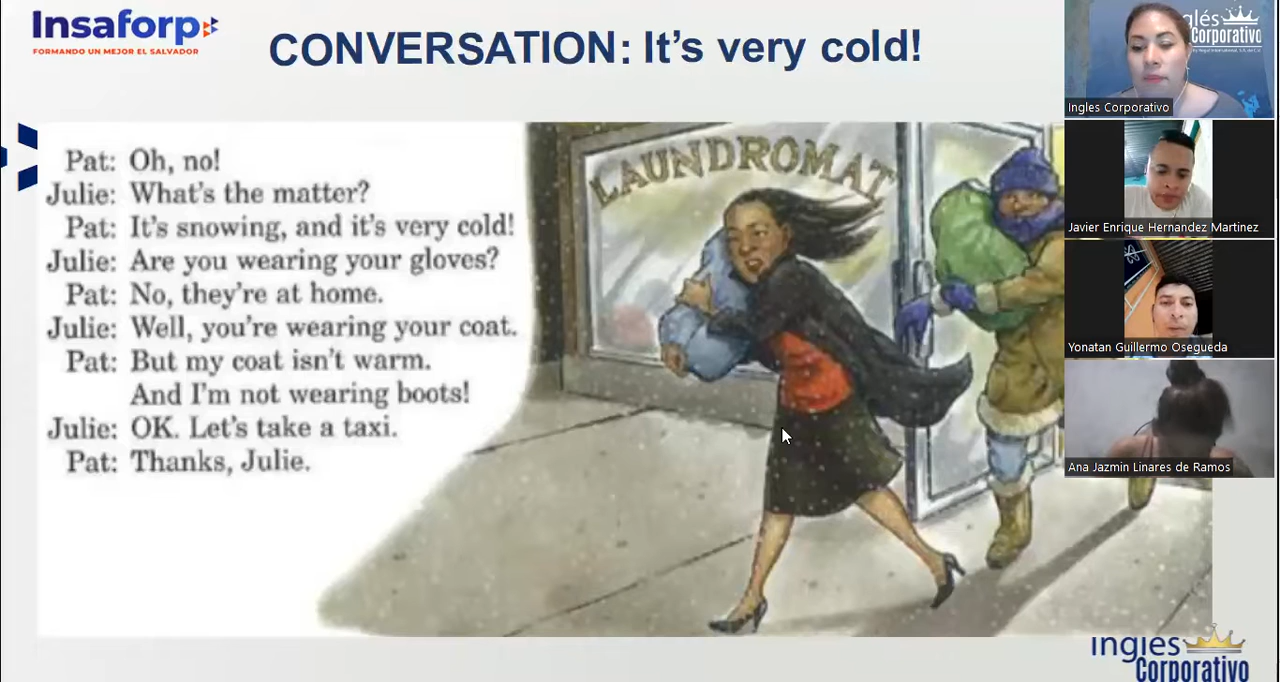 Insaforp
FORMANDO UN MEJOR EL SALVADOR
CONVERSATION: It's very cold!
Pat: Oh, no!
Julie: What's the matter?
Pat: It's snowing, and it's very cold!
Julie: Are you wearing your gloves?
Pat: No, they're at home.
Julie: Well, you're wearing your coat.
Pat: But my coat isn't warm.
And I'm not wearing boots!
Julie: OK. Let's take a taxi.
Pat: Thanks, Julie.
LAUNDROMAT
glés
Corporativo
Ingles Corporativo
Javier Enrique Hernandez Martinez
Yonatan Guillermo Osegueda
Ana Jazmin Linares de Ramos
Inglés
Corporativo